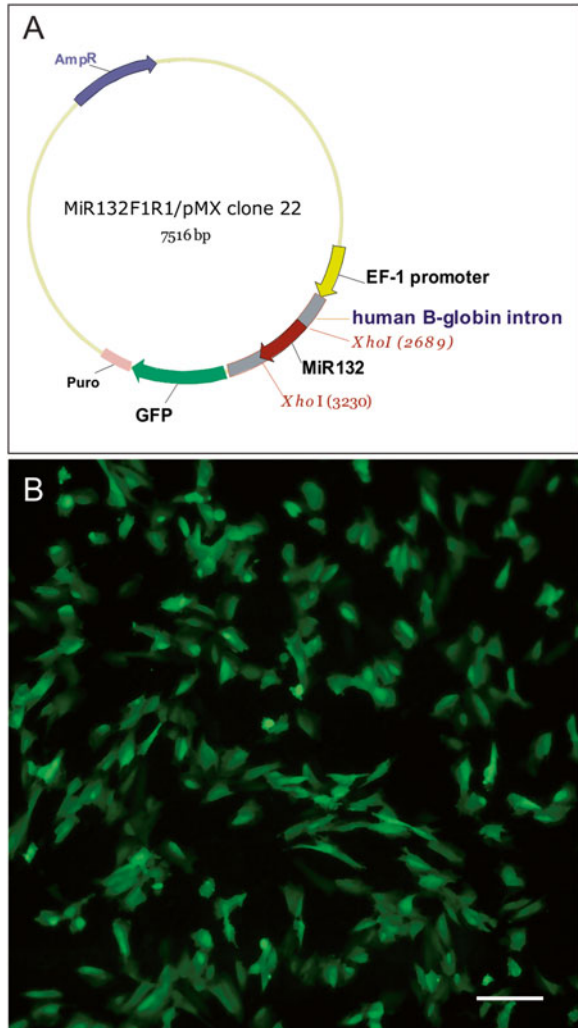 A
AmpR
MiR132F1R1/pMX clone 22
7516 bp
EF-1 promoter
human B-globin intron
XhoI (2689)
MiR132
XhoI (3230)
GFP
Puro
B